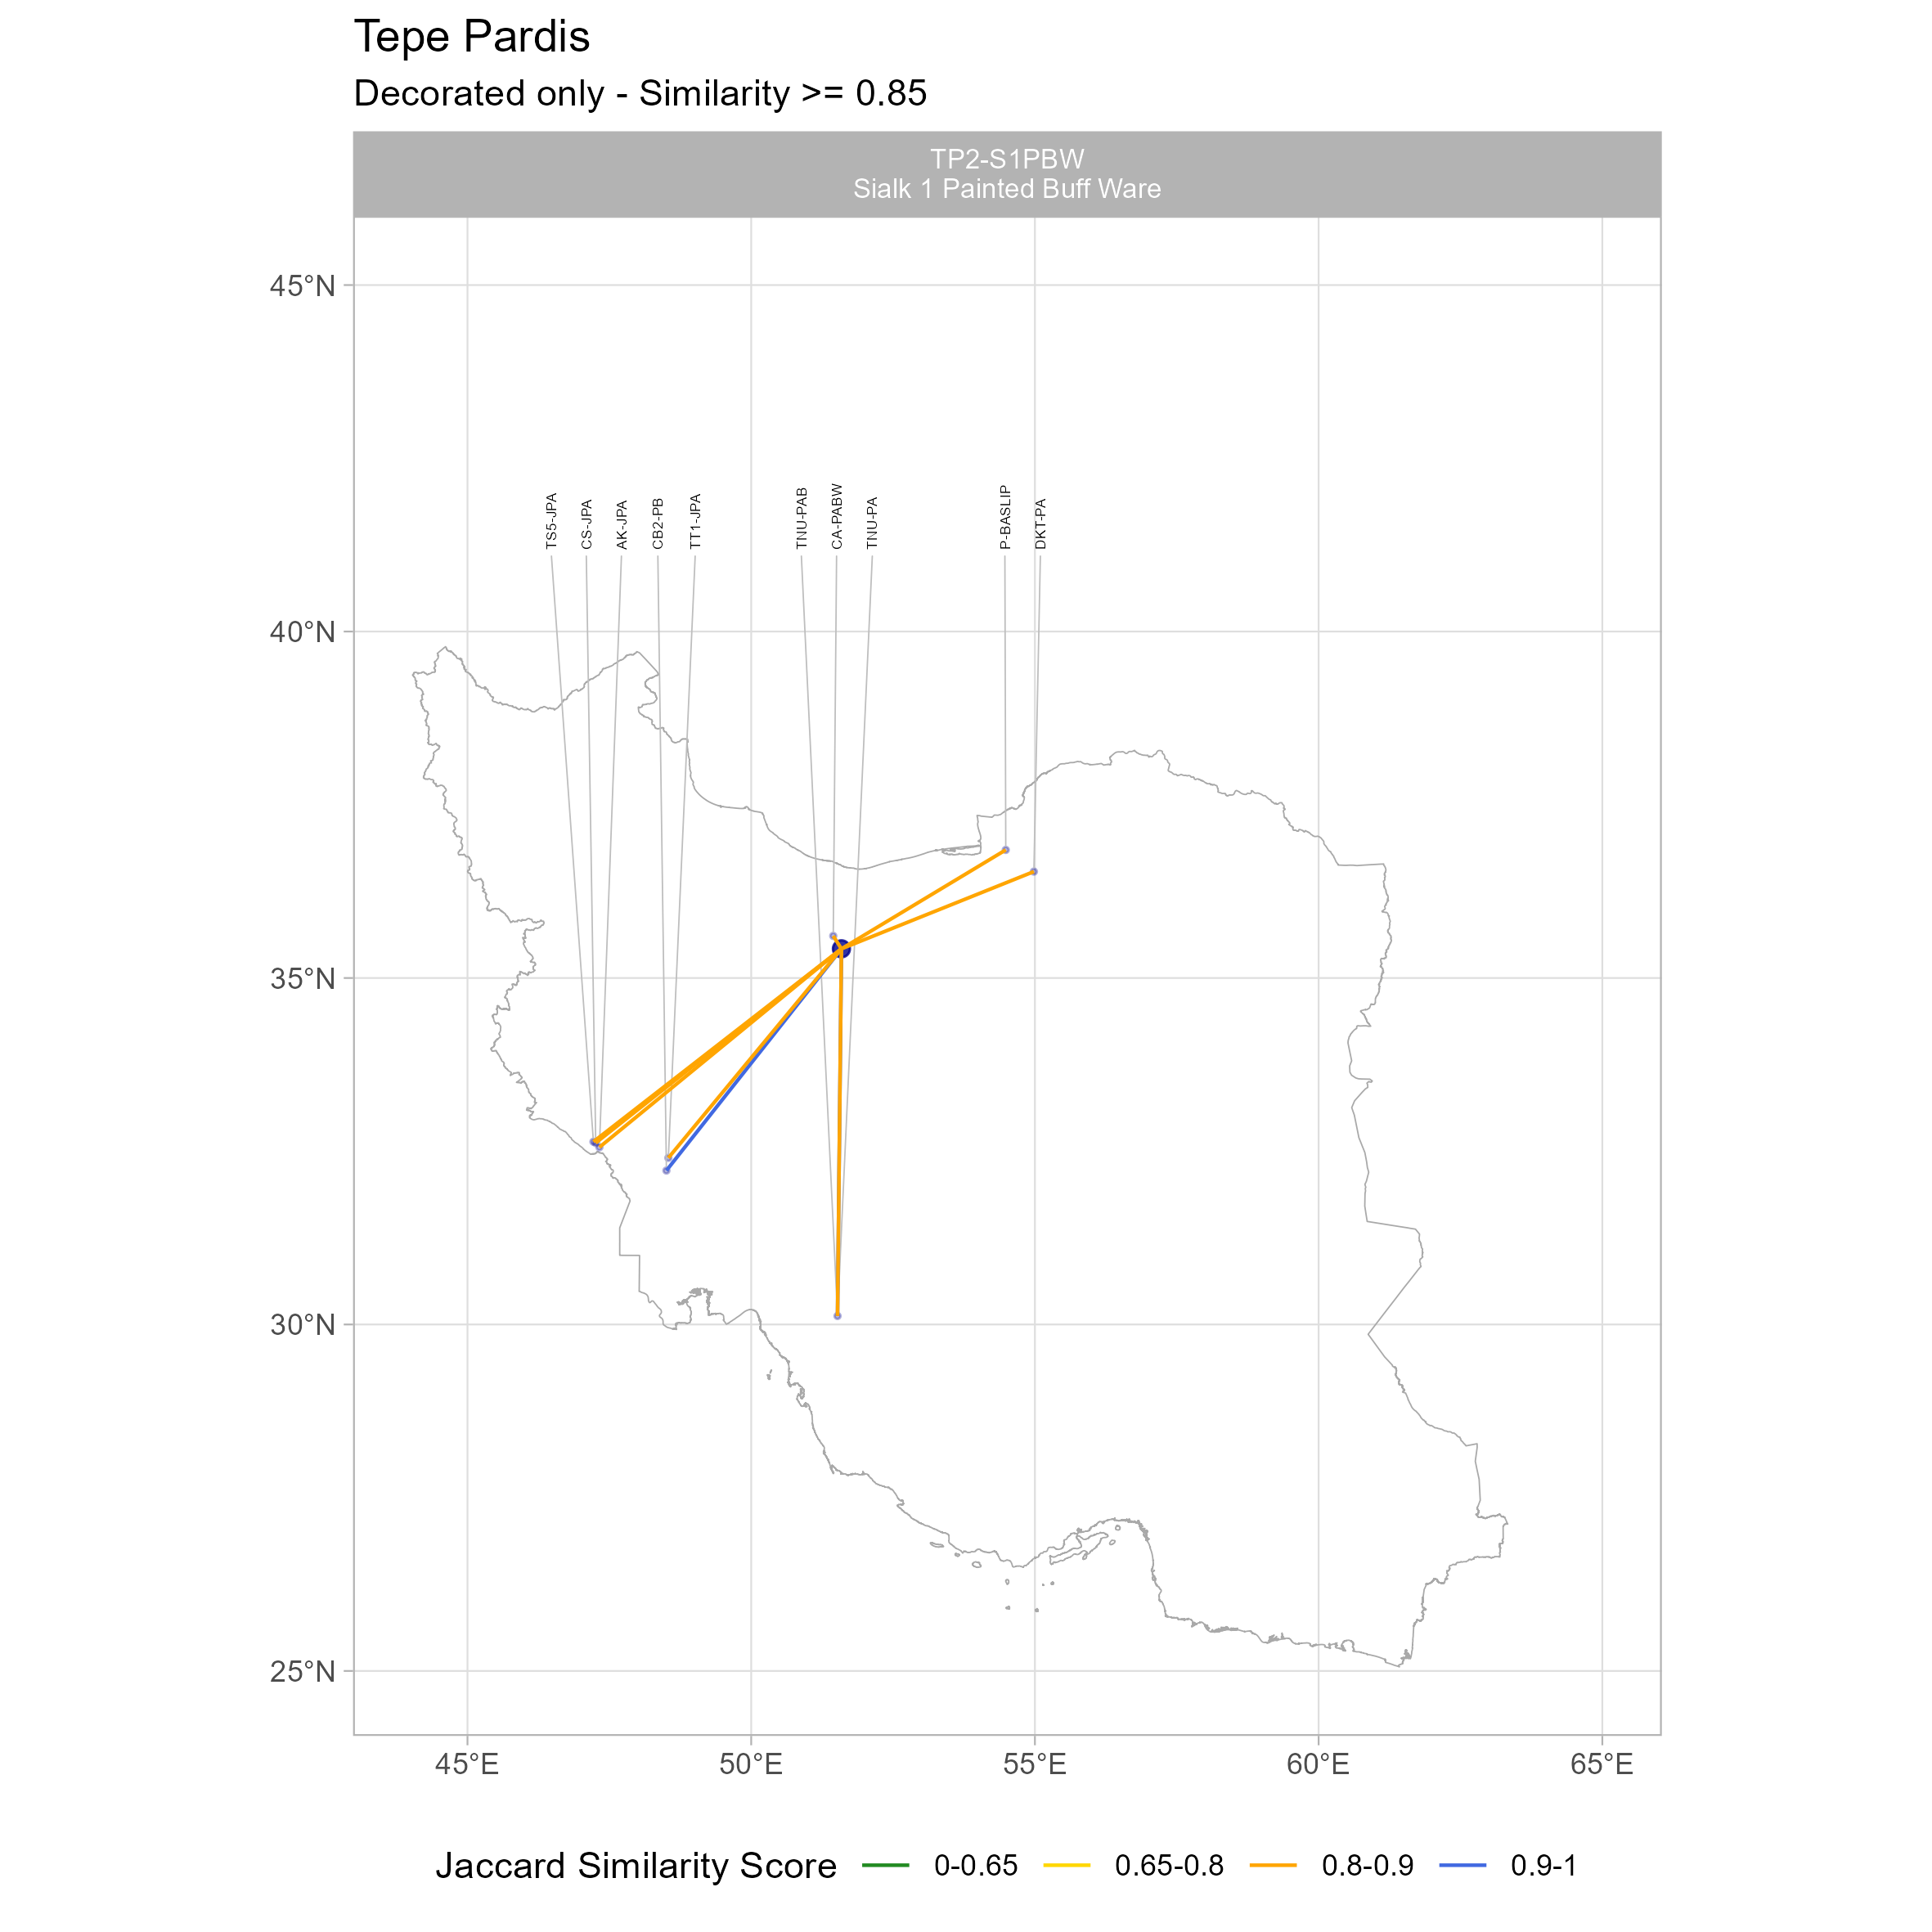 Tepe Pardis
Decorated only - Similarity >= 0.85
TP2-S1PBW
Sialk 1 Painted Buff Ware
45°N
40°N
35°N
30°N
25°N
TS5-JPA
CS-JPA
AK-JPA
CB2-PB
TT1-JPA
TNU-PAB
CA-PABW
TNU-PA
P-BASLIP
DKT-PA
45°E
50°E
55°E
60°E
65°E
Jaccard Similarity Score
0-0.65
0.65-0.8
0.8-0.9
0.9-1